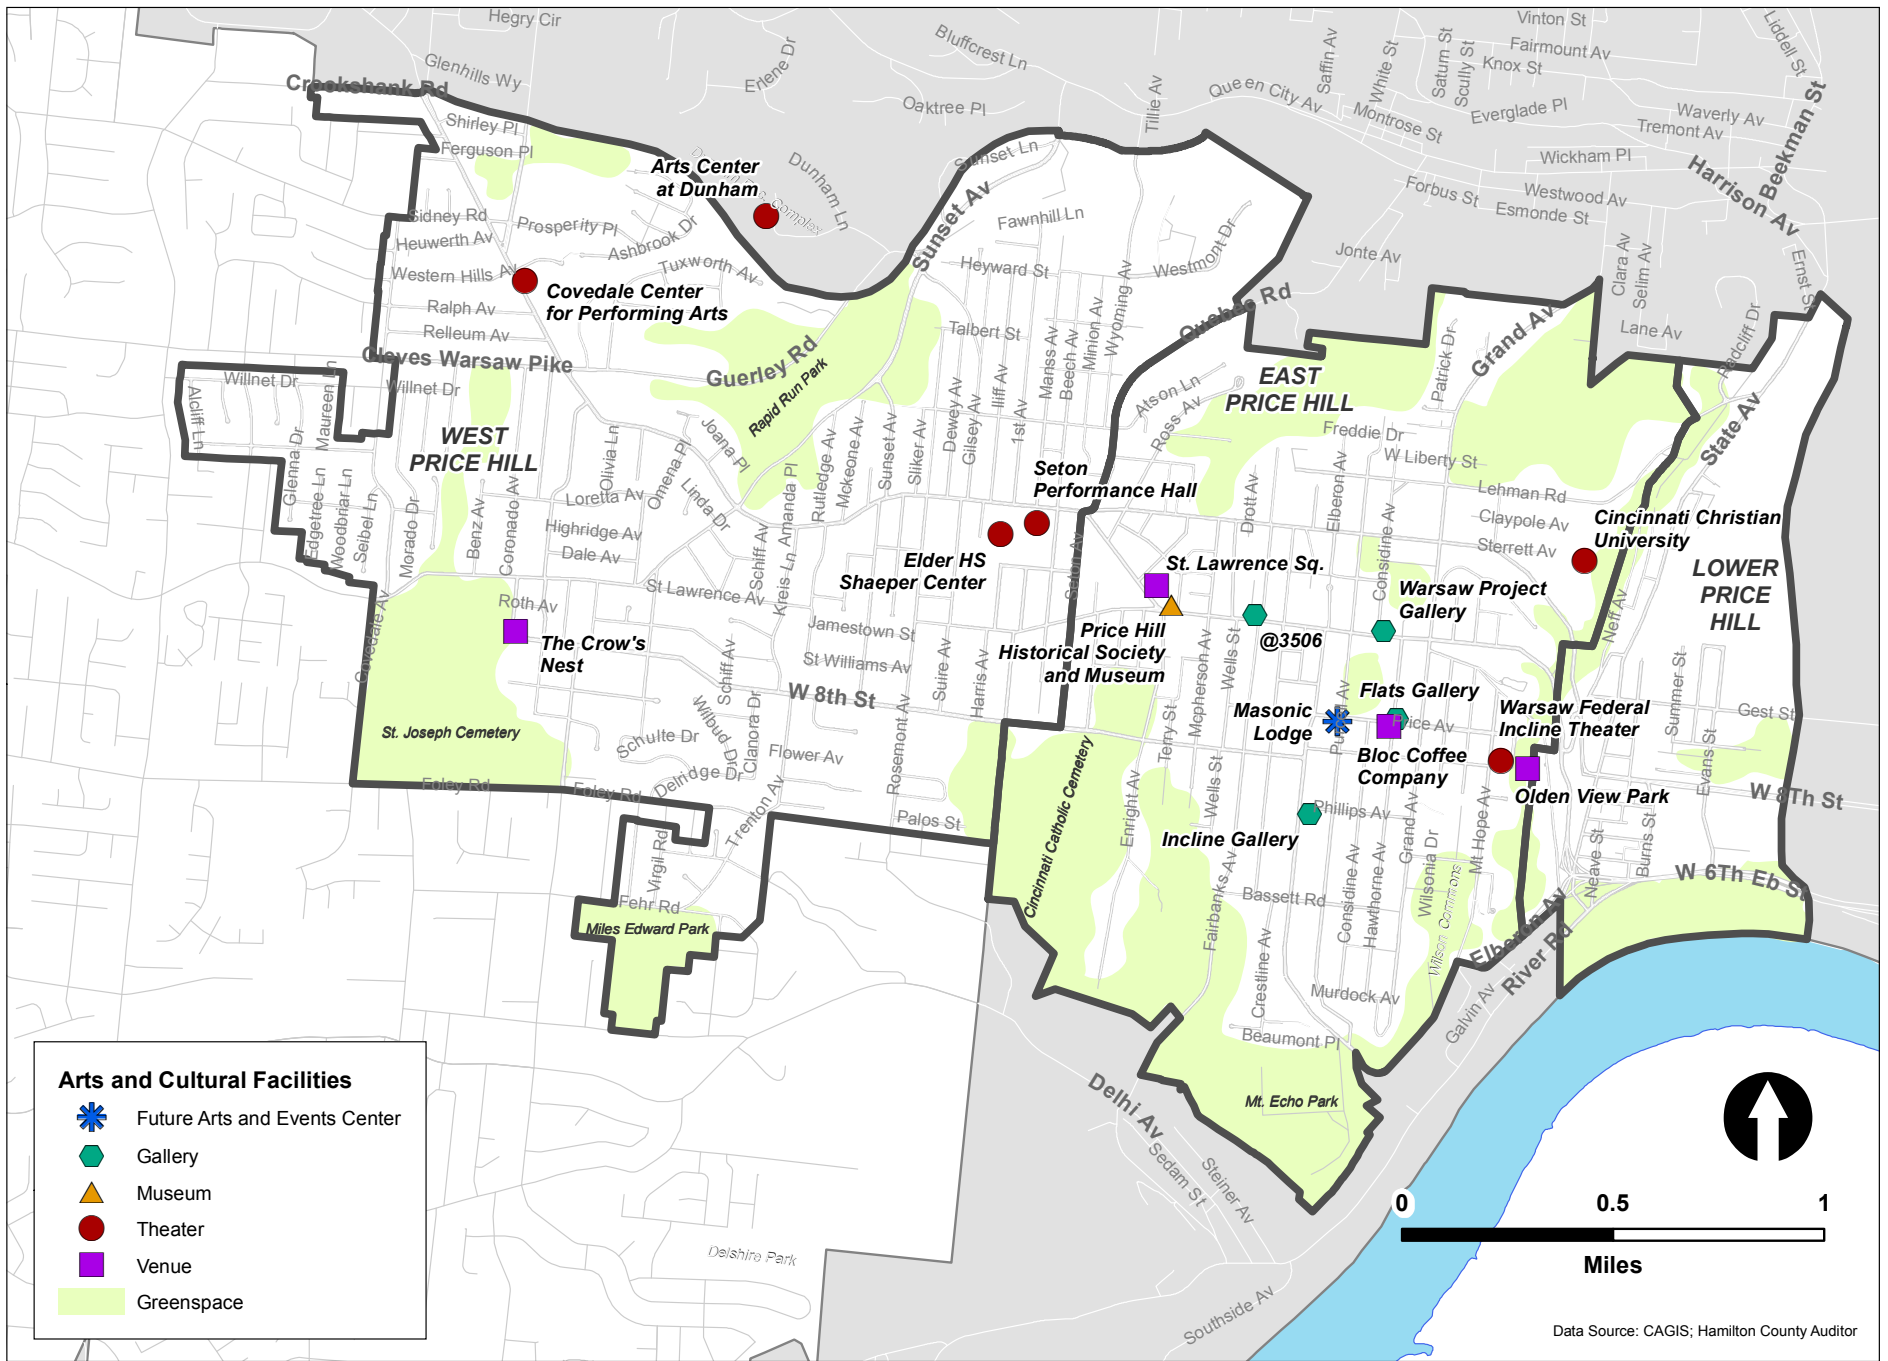 Hegry Cir
Vinton St
Liddell St
Bluffcrest Ln
Saffin Av
White St
Saturn St
Scully St
Fairmount Av
Knox St
Glenhills Wy
Erlene Dr
Crookshank Rd
Oaktree Pl
Tillie Av
Queen City Av
Montrose St
Everglade Pl
Waverly Av
Tremont Av
Beekman St
Shirley Pl
Ferguson Pl
Arts Center
at Dunham
Dunham Ln
Sunset Ln
Wickham Pl
Harrison Av
Forbus St
Westwood Av
Esmonde St
Sidney Rd
Prosperity Pl
Ashbrook Dr
Complex
Sunset Av
Fawnhill Ln
Heuwerth Av
Westmont Dr
Jonte Av
Clara Av
Selim Av
Ernst St
Western Hills Av
Tuxworth Av
Heyward St
Covedale Center
for Performing Arts
Ralph Av
Relleum Av
Quebec Rd
Talbert St
Manss Av
Beech Av
Minion Av
Wyoming Av
Lane Av
Radcliff Dr
Grand Av
Patrick Dr
Cleves Warsaw Pike
Guerley Rd
Rapid Run Park
Willnet Dr
Willnet Dr
Maureen Ln
Alcliff Ln
EAST
PRICE HILL
Atson Ln
Ross Av
Dewey Av
Gilsey Av
Iliff Av
1st Av
WEST
PRICE HILL
Glenna Dr
Olivia Ln
Omena Pl
Joana Pl
Linda Dr
Rutledge Av
Mckeone Av
Sunset Av
Silker Av
Freddie Dr
W Liberty St
State Av
Seton
Performance Hall
Edgetree Ln
Woodbriar Ln
Seibel Ln
Morado Dr
Benz Av
Coronado Av
Loretta Av
Highridge Av
Dale Av
Schiff Av
Amanda Pl
Kreis Ln
Drott Av
Elberon Av
Considine Av
Lehman Rd
Claypole Av
Sterrett Av
Cincinnati Christian
University
Elder HS
Shaeper Center
Seton Av
St. Lawrence Sq.
LOWER
PRICE
HILL
Covedale Av
Roth Av
St Lawrence Av
Jamestown St
Warsaw Project
Gallery
Neff Av
The Crow's
Nest
St Williams Av
Price Hill
Historical Society
and Museum
@3506
Wells St
Mcpherson Av
Schiff Av
Suire Av
Harris Av
Summer St
W 8th St
Flats Gallery
Masonic
Lodge
Price Av
Warsaw Federal
Incline Theater
Gest St
St. Joseph Cemetery
Wilbud Dr
Clanora Dr
Schulte Dr
Flower Av
Rosemont Av
Terry St
Bloc Coffee
Company
Evans St
Foley Rd
Foley Rd
Delridge Dr
Trenton Av
Palos St
Cincinnati Catholic Cemetery
Enright Av
Wells St
Phillips Av
Incline Gallery
Grand Av
Mt Hope Av
Olden View Park
W 8Th St
Neave St
Burns St
Virgil Rd
Fehr Rd
Miles Edward Park
Fairbanks Av
Bassett Rd
Considine Av
Hawthorne Av
Wilsonia Dr
Wilson Commons
W 6Th Eb St
Elberon Av
River Rd
Crestline Av
Murdock Av
Galvin Av
Beaumont Pl
Mt. Echo Park
Delhi Av
Sedam St
Steiner Av
Delshire Park
Southside Av
Arts and Cultural Facilities
Future Arts and Events Center
Gallery
Museum
Theater
Venue
Greenspace
0 0.5 1
Miles
Data Source: CAGIS; Hamilton County Auditor